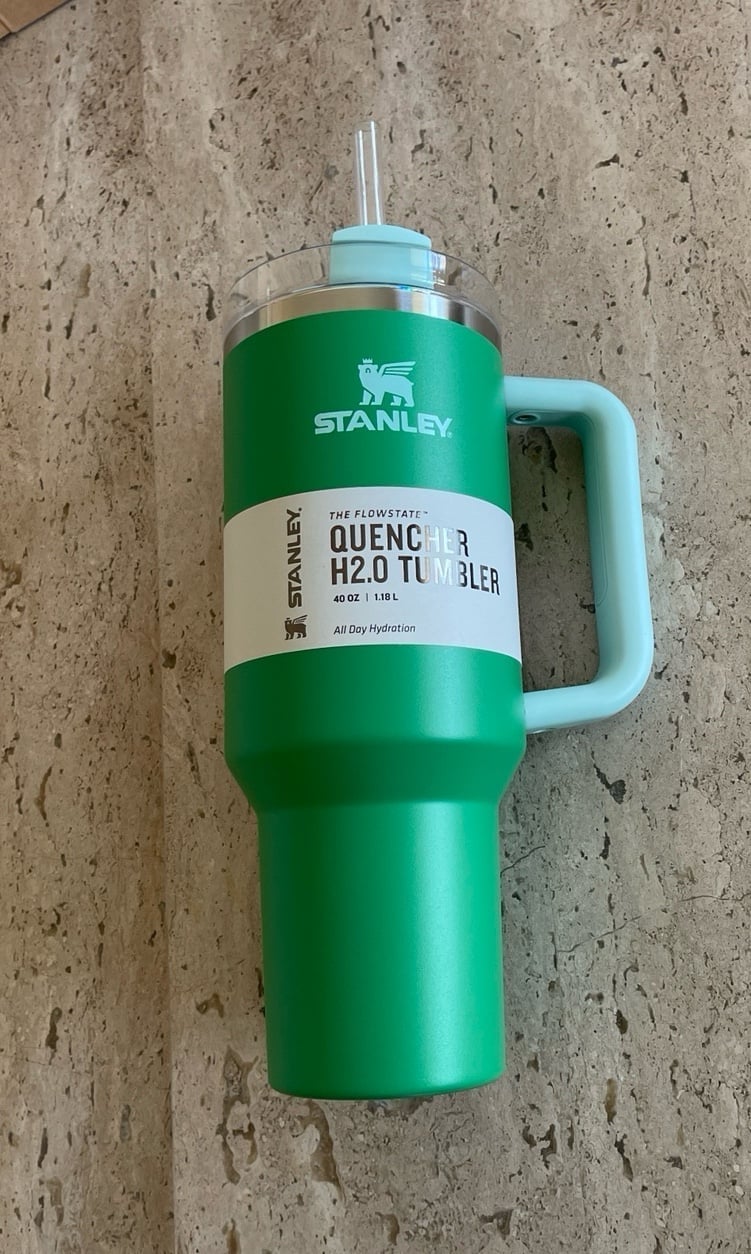 STANLEY
STANLEY.
THE FLOWSTATE™
QUENCHER
H2.0 TUMBLER
40 OZ | 1.18 L
All Day Hydration